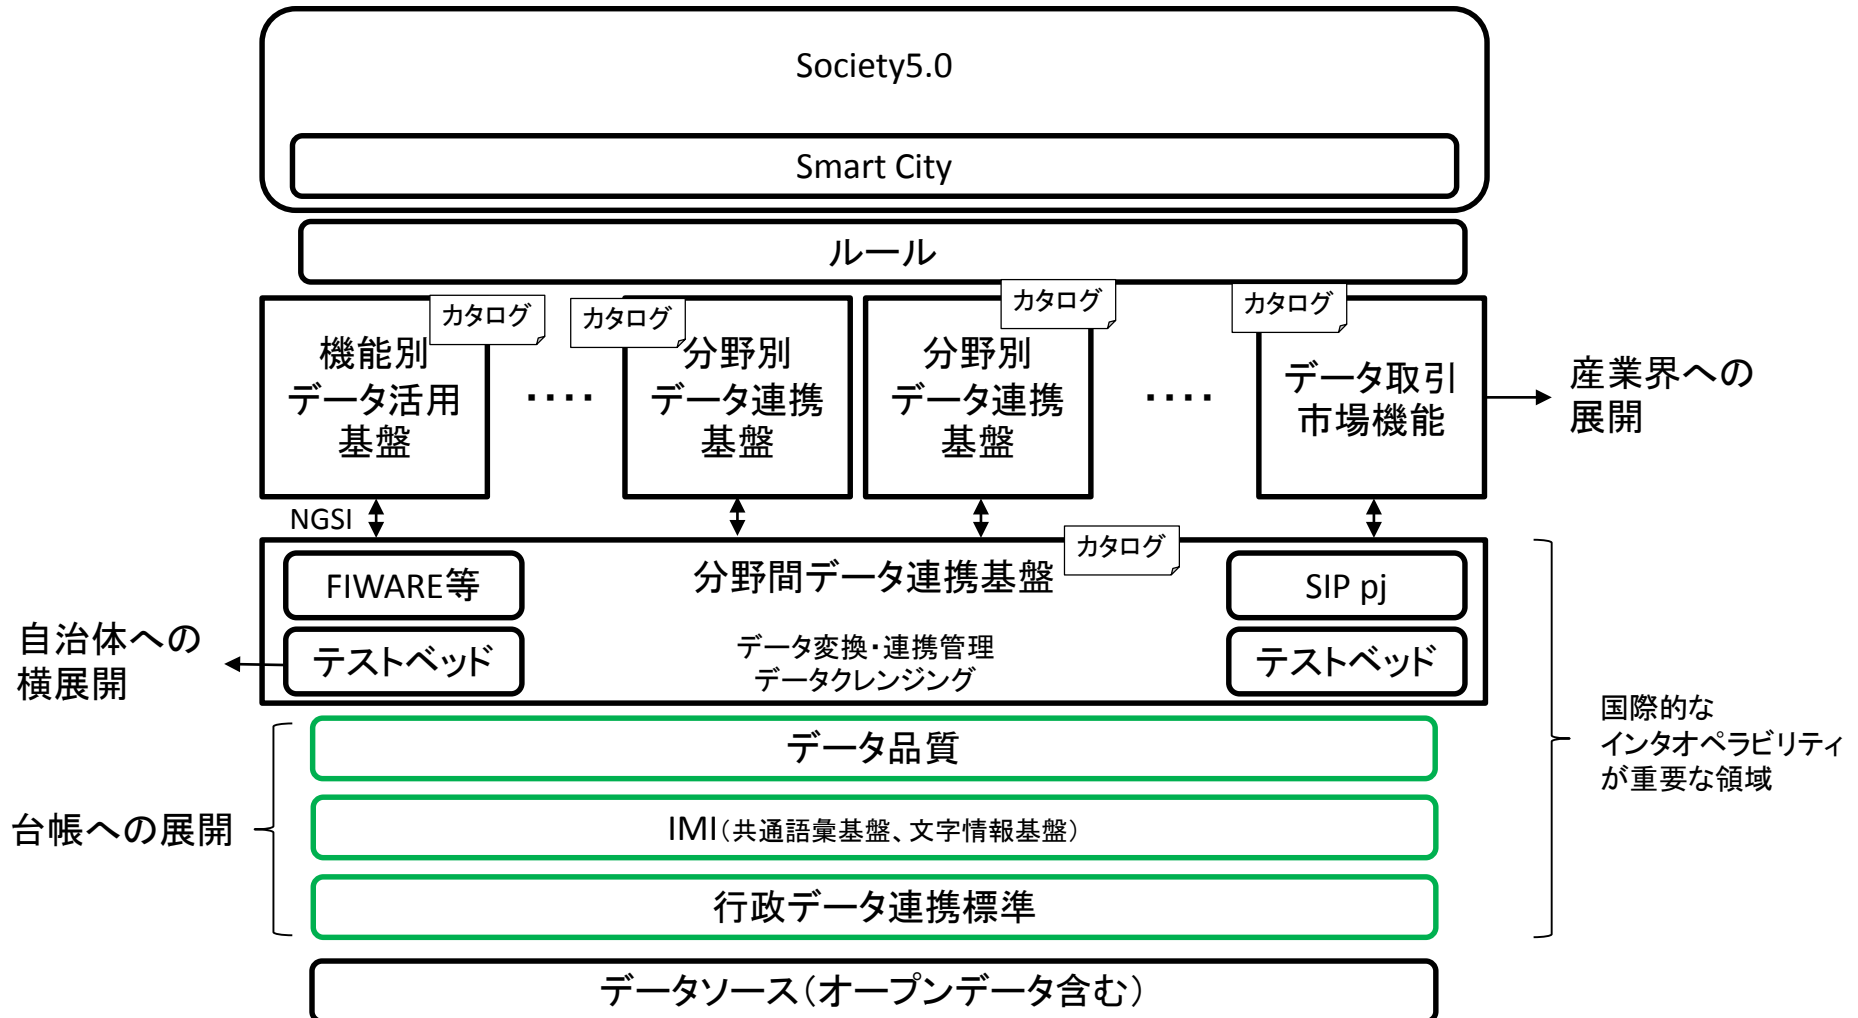 Society5.0
Smart City
ルール
カタログ
機能別
データ活用
基盤
････
カタログ
分野別
データ連携
基盤
カタログ
分野別
データ連携
基盤
････
カタログ
データ取引
市場機能
産業界への
展開
NGSI
カタログ
FIWARE等
分野間データ連携基盤
SIP pj
自治体への
横展開
テストベッド
データ変換・連携管理
データクレンジング
テストベッド
データ品質
国際的な
インタオペラビリティ
が重要な領域
台帳への展開
IMI(共通語彙基盤、文字情報基盤)
行政データ連携標準
データソース(オープンデータ含む)